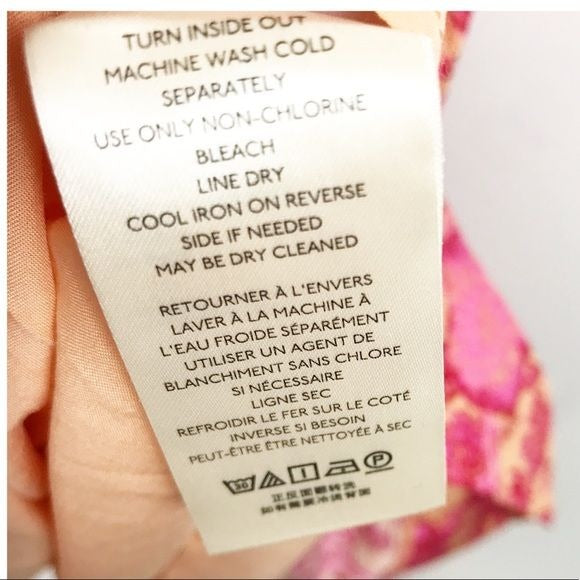 TURN INSIDE OUT
MACHINE WASH COLD
SEPARATELY
USE ONLY NON-CHLORINE
BLEACH
LINE DRY
COOL IRON ON REVERSE
SIDE IF NEEDED
MAY BE DRY CLEANED
RETOURNER À L'ENVERS
LAVER À LA MACHINE À
L'EAU FROIDE SÉPARÉMENT
UTILISER UN AGENT DE
BLANCHIMENT SANS CHLORE
SI NÉCESSAIRE
LIGNE SEC
REFROIDIR LE FER SUR LE COTÉ
INVERSE SI BESOIN
PEUT-ÊTRE ÊTRE NETTOYÉE À SEC
30 P